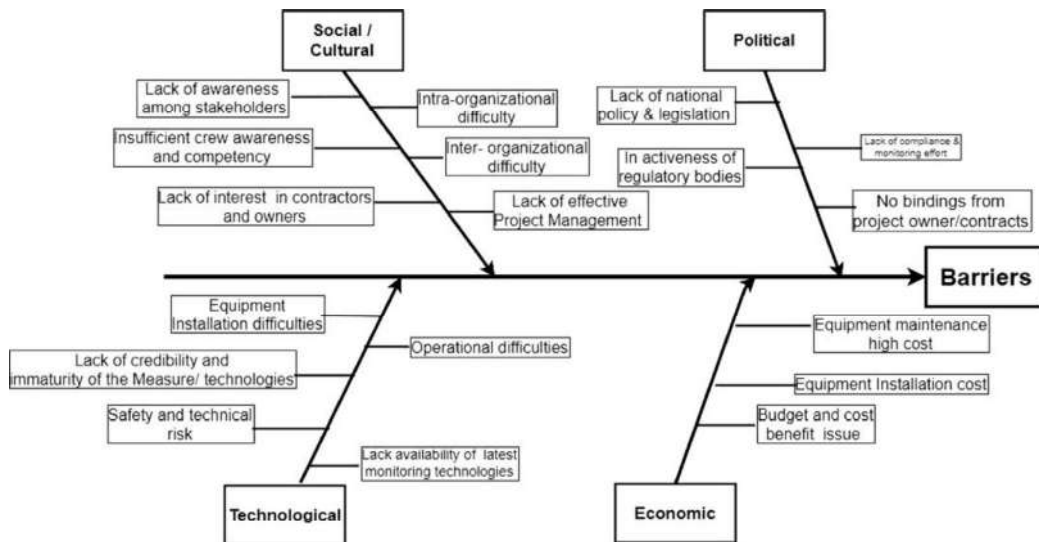 Social /
Cultural
Political
Lack of awareness
among stakeholders
Intra-organizational
difficulty
Insufficient crew awareness
and competency
Inter- organizational
difficulty
Lack of interest in contractors
and owners
Lack of effective
Project Management
Lack of national
policy & legislation
Lack of compliance &
monitoring effort
In activeness of
regulatory bodies
No bindings from
project owner/contracts
Barriers
Equipment
Installation difficulties
Operational difficulties
Lack of credibility and
immaturity of the Measure/ technologies
Safety and technical
risk
Lack availability of latest
monitoring technologies
Technological
Equipment maintenance
high cost
Equipment Installation cost
Budget and cost
benefit issue
Economic